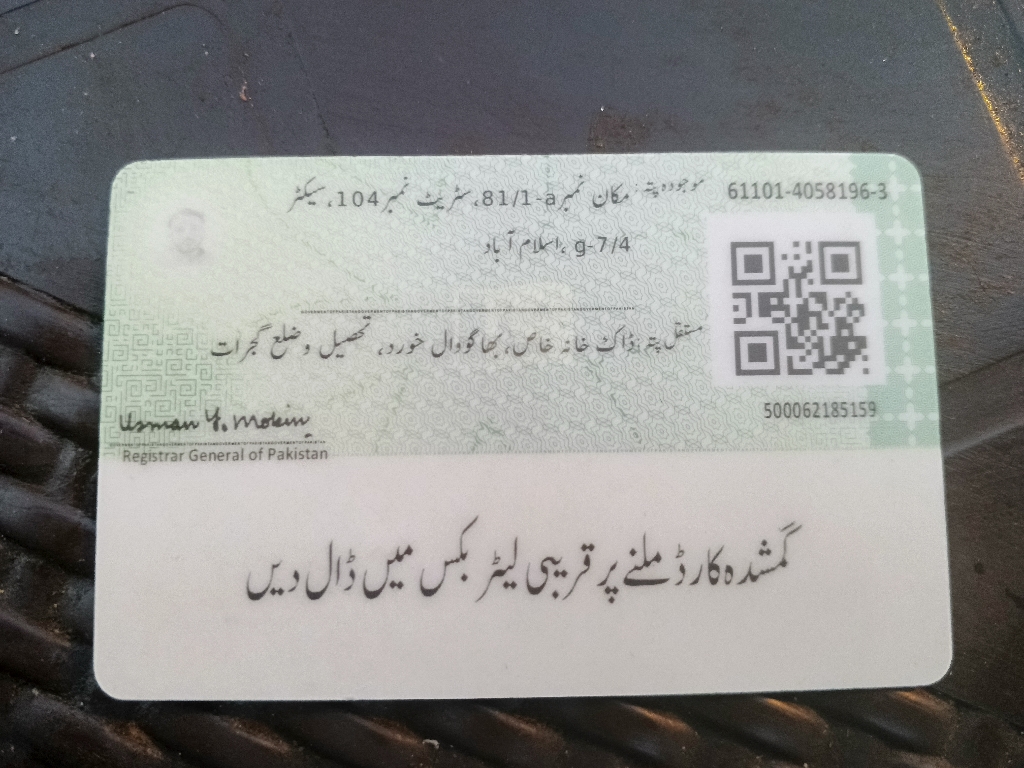 61101-4058196-3
موجودہ پتہ: مکان نمبر 81/1-a، سٹریٹ نمبر 104، سیکٹر
g-7/4، اسلام آباد
مستقل پتہ: ڈاک خانہ خاص، بھاگووال خورد، تحصیل و ضلع گجرات
500062185159
Usman Y. Mobin
Registrar General of Pakistan
گمشدہ کارڈ ملنے پر قریبی لیٹر بکس میں ڈال دیں